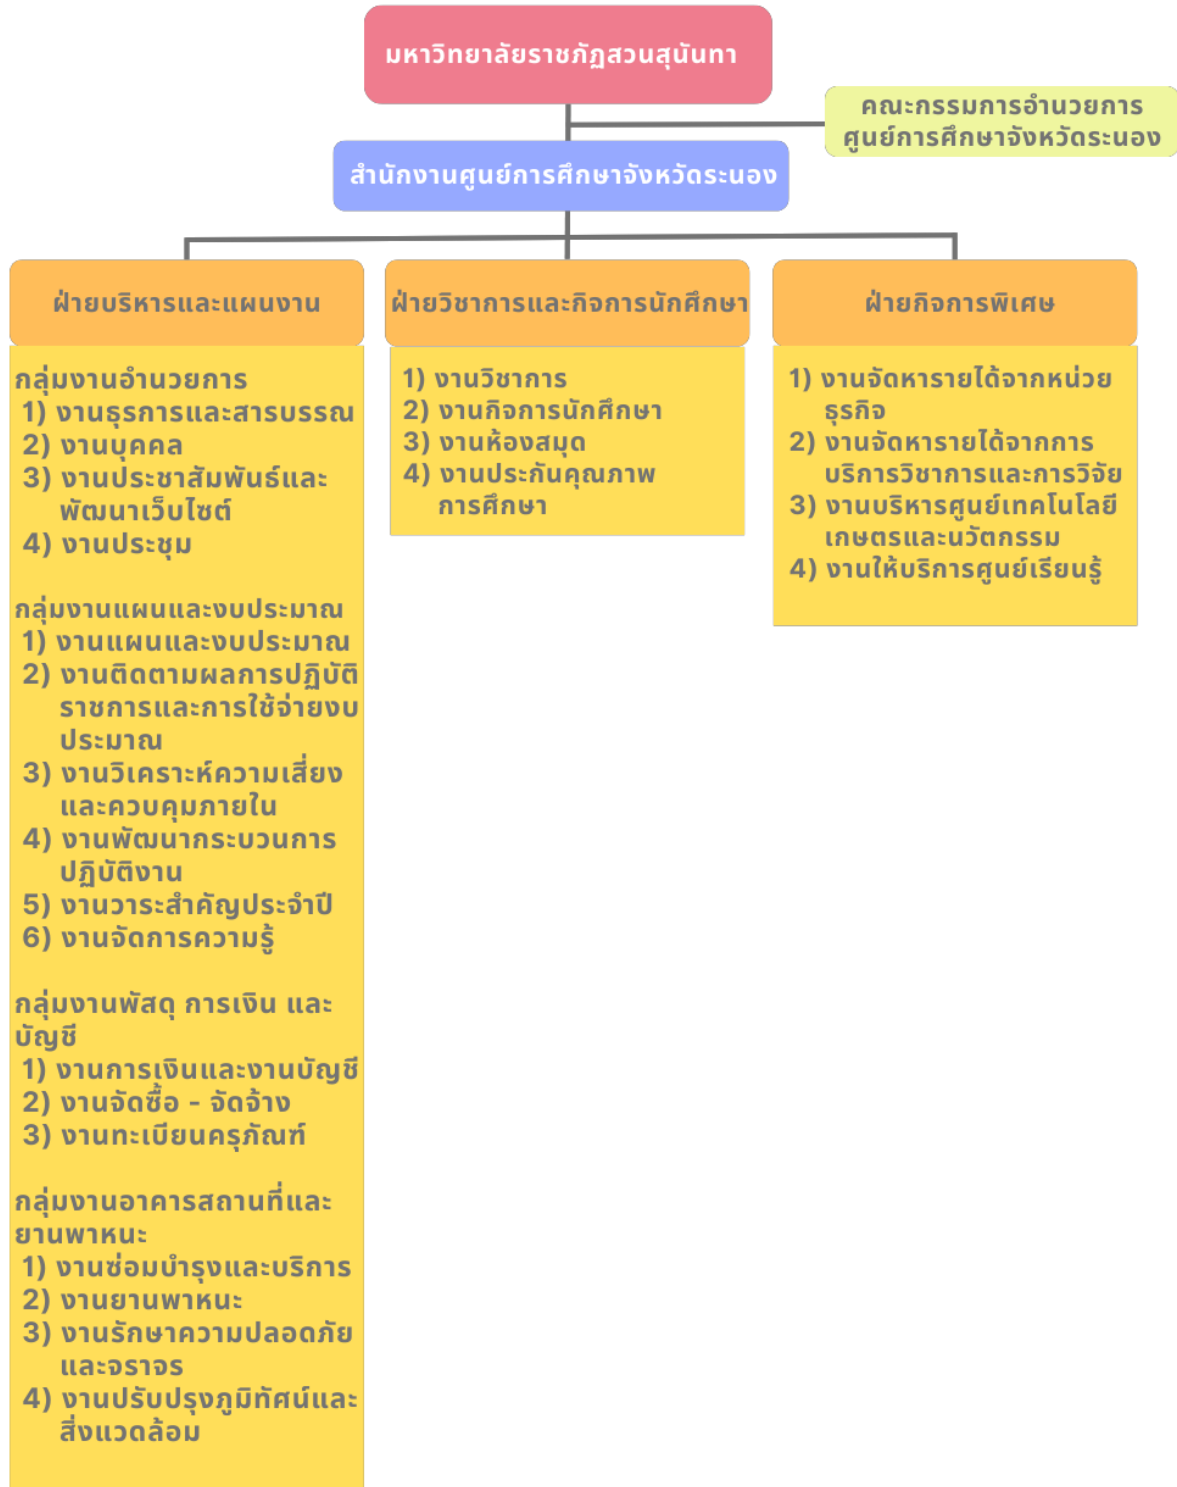 มหาวิทยาลัยราชภัฏสวนสุนันทา
คณะกรรมการอำนวยการ
ศูนย์การศึกษาจังหวัดระนอง
สำนักงานศูนย์การศึกษาจังหวัดระนอง
ฝ่ายบริหารและแผนงาน
กลุ่มงานอำนวยการ
1) งานธุรการและสารบรรณ
2) งานบุคคล
3) งานประชาสัมพันธ์และ
พัฒนาเว็บไซต์
4) งานประชุม
กลุ่มงานแผนและงบประมาณ
1) งานแผนและงบประมาณ
2) งานติดตามผลการปฏิบัติ
ราชการและการใช้จ่ายงบ
ประมาณ
3) งานวิเคราะห์ความเสี่ยง
และควบคุมภายใน
4) งานพัฒนากระบวนการ
ปฏิบัติงาน
5) งานวาระสำคัญประจำปี
6) งานจัดการความรู้
กลุ่มงานพัสดุ การเงิน และ
บัญชี
1) งานการเงินและงานบัญชี
2) งานจัดซื้อ - จัดจ้าง
3) งานทะเบียนครุภัณฑ์
กลุ่มงานอาคารสถานที่และ
ยานพาหนะ
1) งานซ่อมบำรุงและบริการ
2) งานยานพาหนะ
3) งานรักษาความปลอดภัย
และจราจร
4) งานปรับปรุงภูมิทัศน์และ
สิ่งแวดล้อม
ฝ่ายวิชาการและกิจการนักศึกษา
1) งานวิชาการ
2) งานกิจการนักศึกษา
3) งานห้องสมุด
4) งานประกันคุณภาพ
การศึกษา
ฝ่ายกิจการพิเศษ
1) งานจัดหารายได้จากหน่วย
ธุรกิจ
2) งานจัดหารายได้จากการ
บริการวิชาการและการวิจัย
3) งานบริหารศูนย์เทคโนโลยี
เกษตรและนวัตกรรม
4) งานให้บริการศูนย์เรียนรู้